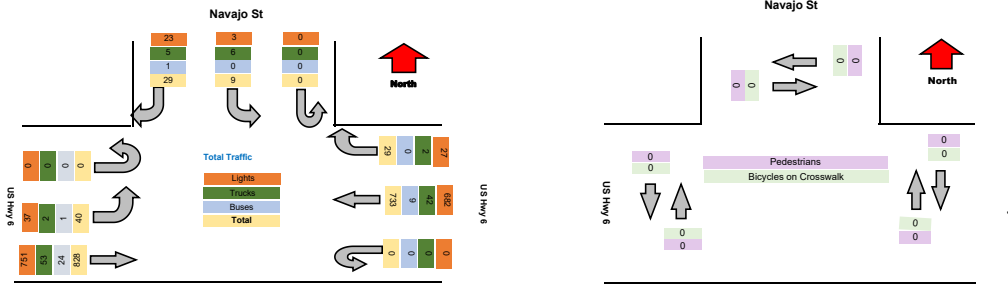 Navajo St
23 3 0
5 6 0
1 0 0
29 9 0
North
0 0 0 0
Total Traffic
Lights
Trucks
Buses
Total
29 0 2 27
US Hwy 6
37 2 1 40
733 9 42 682
US Hwy 6
751 53 24 828
0 0 0 0
Navajo St
0 0
0 0
North
0
0
Pedestrians
Bicycles on Crosswalk
0
0
US Hwy 6
0
0
0
0